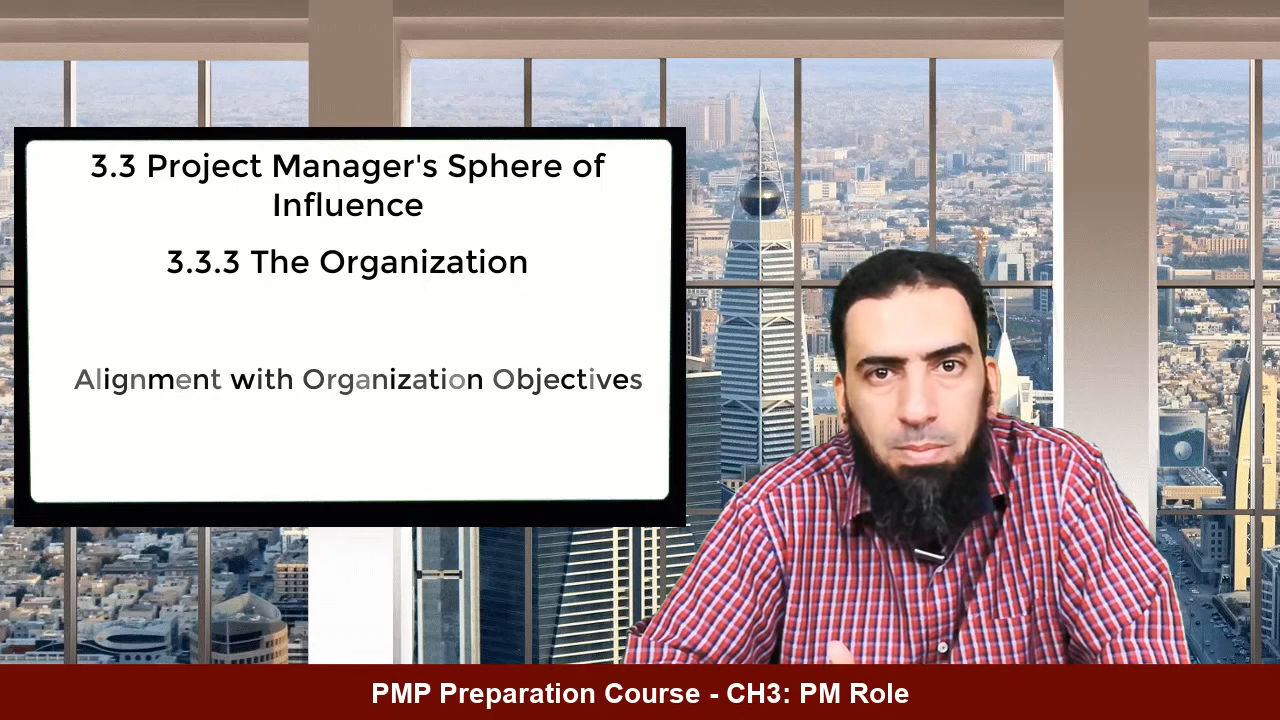 3.3 Project Manager's Sphere of
Influence
3.3.3 The Organization
Alignment with Organization Objectives
PMP Preparation Course - CH3: PM Role